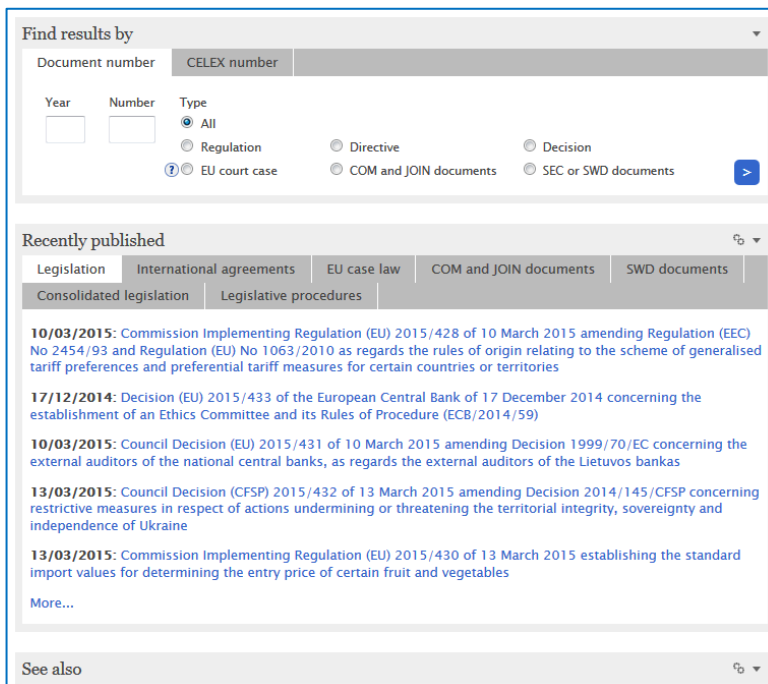 Find results by
Document number CELEX number
Year Number Type
All
Regulation Directive Decision
? EU court case COM and JOIN documents SEC or SWD documents >
Recently published
Legislation International agreements EU case law COM and JOIN documents SWD documents
Consolidated legislation Legislative procedures
10/03/2015: Commission Implementing Regulation (EU) 2015/428 of 10 March 2015 amending Regulation (EEC)
No 2454/93 and Regulation (EU) No 1063/2010 as regards the rules of origin relating to the scheme of generalised
tariff preferences and preferential tariff measures for certain countries or territories
17/12/2014: Decision (EU) 2015/433 of the European Central Bank of 17 December 2014 concerning the
establishment of an Ethics Committee and its Rules of Procedure (ECB/2014/59)
10/03/2015: Council Decision (EU) 2015/431 of 10 March 2015 amending Decision 1999/70/EC concerning the
external auditors of the national central banks, as regards the external auditors of the Lietuvos bankas
13/03/2015: Council Decision (CFSP) 2015/432 of 13 March 2015 amending Decision 2014/145/CFSP concerning
restrictive measures in respect of actions undermining or threatening the territorial integrity, sovereignty and
independence of Ukraine
13/03/2015: Commission Implementing Regulation (EU) 2015/430 of 13 March 2015 establishing the standard
import values for determining the entry price of certain fruit and vegetables
More...
See also